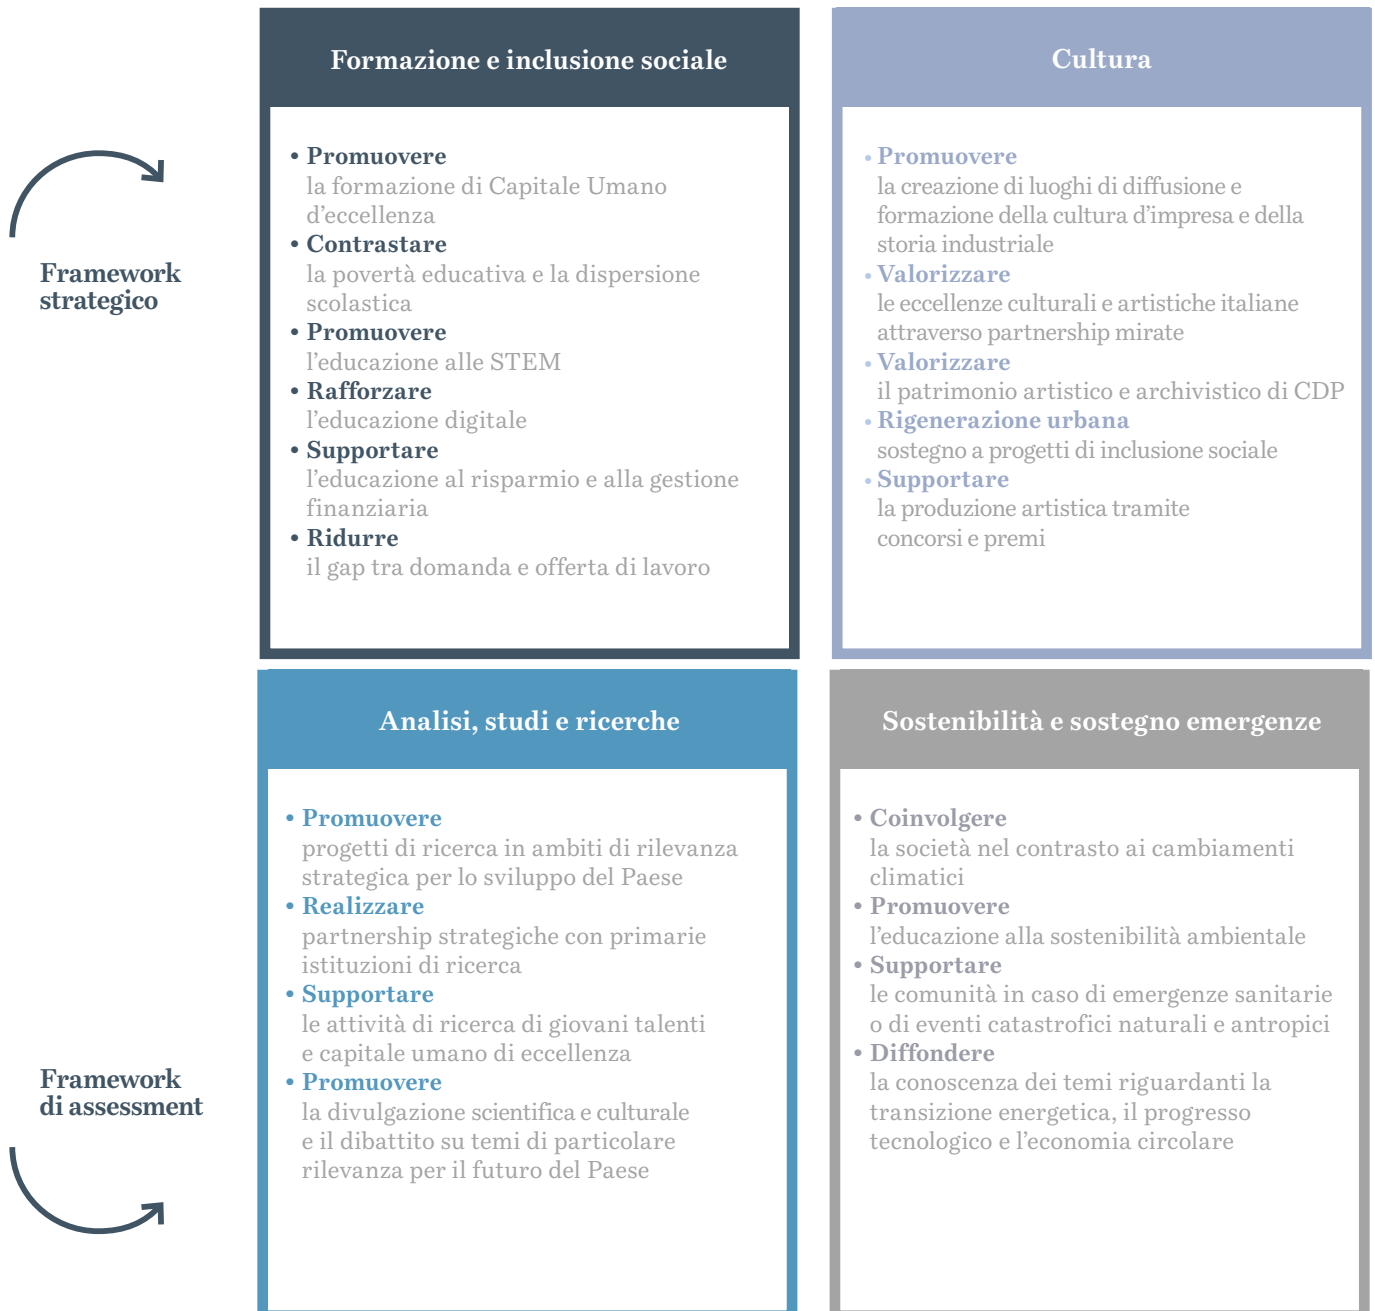 Framework
strategico
Formazione e inclusione sociale
• Promuovere
la formazione di Capitale Umano
d’eccellenza
• Contrastare
la povertà educativa e la dispersione
scolastica
• Promuovere
l’educazione alle STEM
• Rafforzare
l’educazione digitale
• Supportare
l’educazione al risparmio e alla gestione
finanziaria
• Ridurre
il gap tra domanda e offerta di lavoro
Cultura
• Promuovere
la creazione di luoghi di diffusione e
formazione della cultura d’impresa e della
storia industriale
• Valorizzare
le eccellenze culturali e artistiche italiane
attraverso partnership mirate
• Valorizzare
il patrimonio artistico e archivistico di CDP
• Rigenerazione urbana
sostegno a progetti di inclusione sociale
• Supportare
la produzione artistica tramite
concorsi e premi
Framework
di assessment
Analisi, studi e ricerche
• Promuovere
progetti di ricerca in ambiti di rilevanza
strategica per lo sviluppo del Paese
• Realizzare
partnership strategiche con primarie
istituzioni di ricerca
• Supportare
le attività di ricerca di giovani talenti
e capitale umano di eccellenza
• Promuovere
la divulgazione scientifica e culturale
e il dibattito su temi di particolare
rilevanza per il futuro del Paese
Sostenibilità e sostegno emergenze
• Coinvolgere
la società nel contrasto ai cambiamenti
climatici
• Promuovere
l’educazione alla sostenibilità ambientale
• Supportare
le comunità in caso di emergenze sanitarie
o di eventi catastrofici naturali e antropici
• Diffondere
la conoscenza dei temi riguardanti la
transizione energetica, il progresso
tecnologico e l’economia circolare